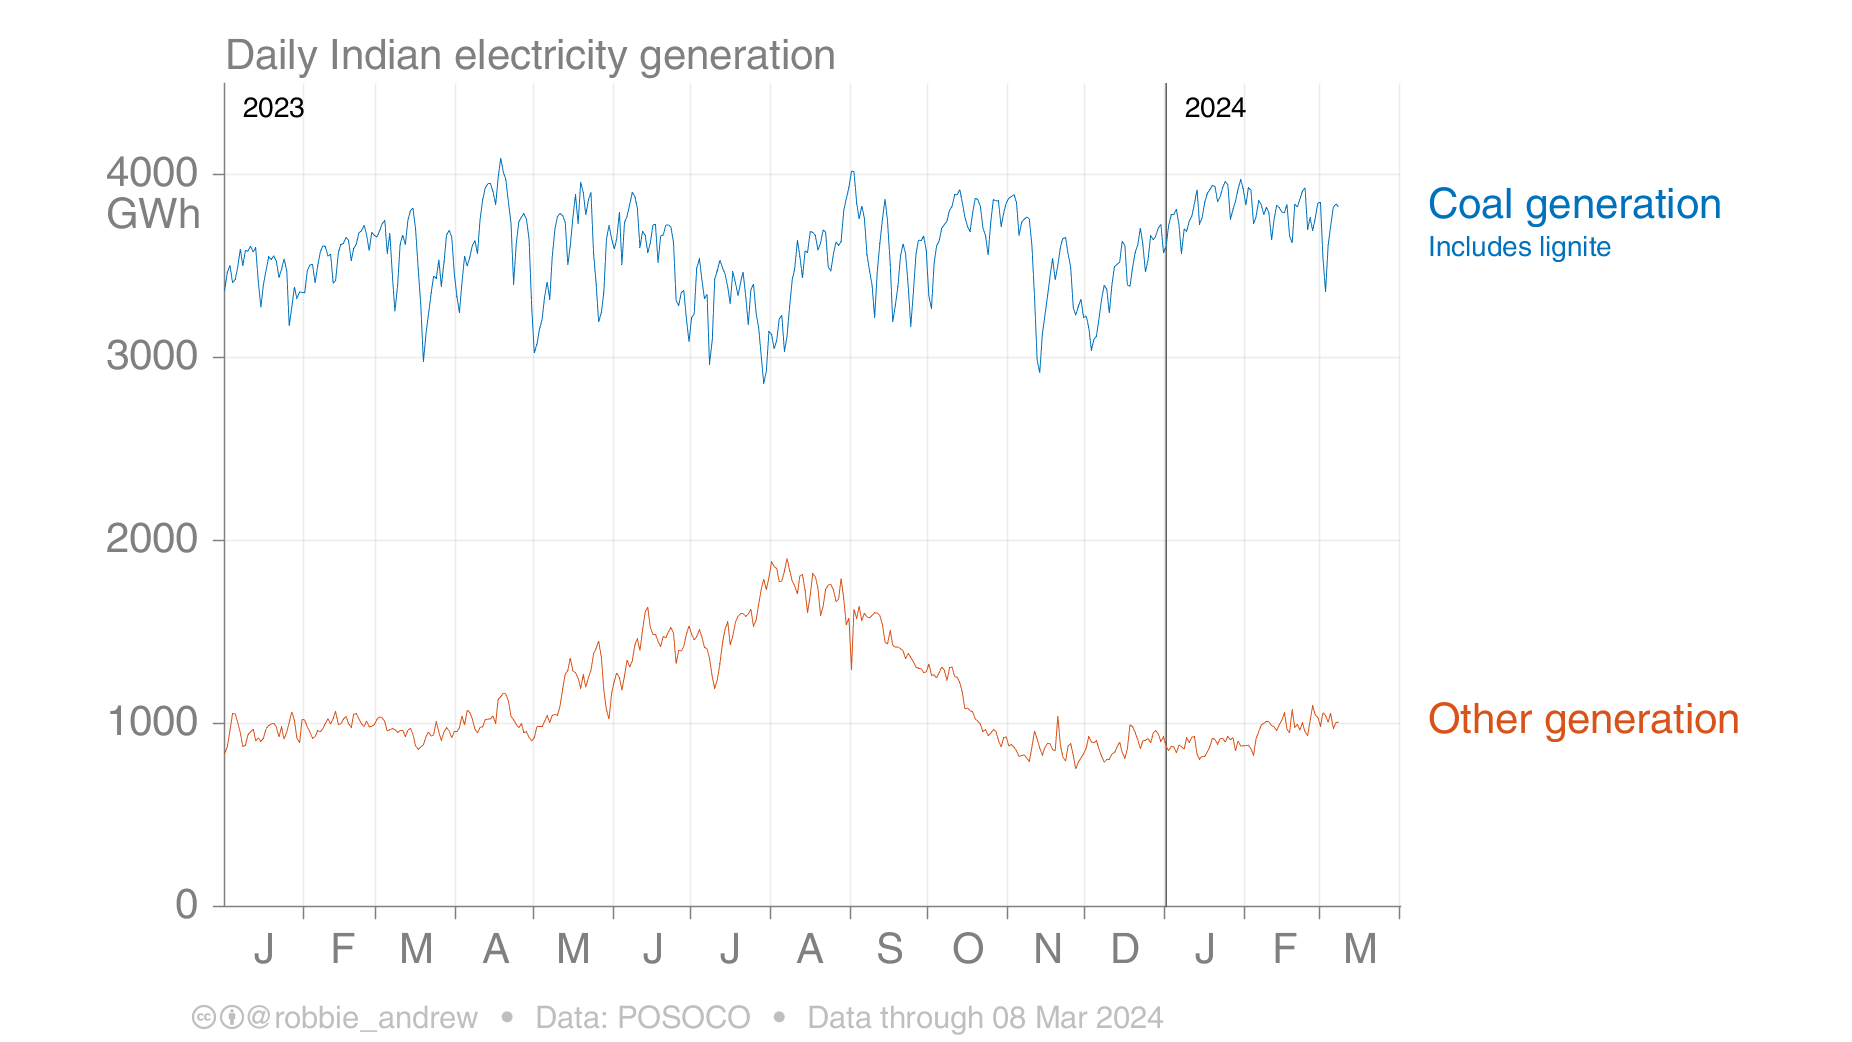 Daily Indian electricity generation
2023
2024
4000
GWh
3000
2000
1000
0
Coal generation
Includes lignite
Other generation
J F M A M J J A S O N D J F M
@robbie_andrew • Data: POSOCO • Data through 08 Mar 2024